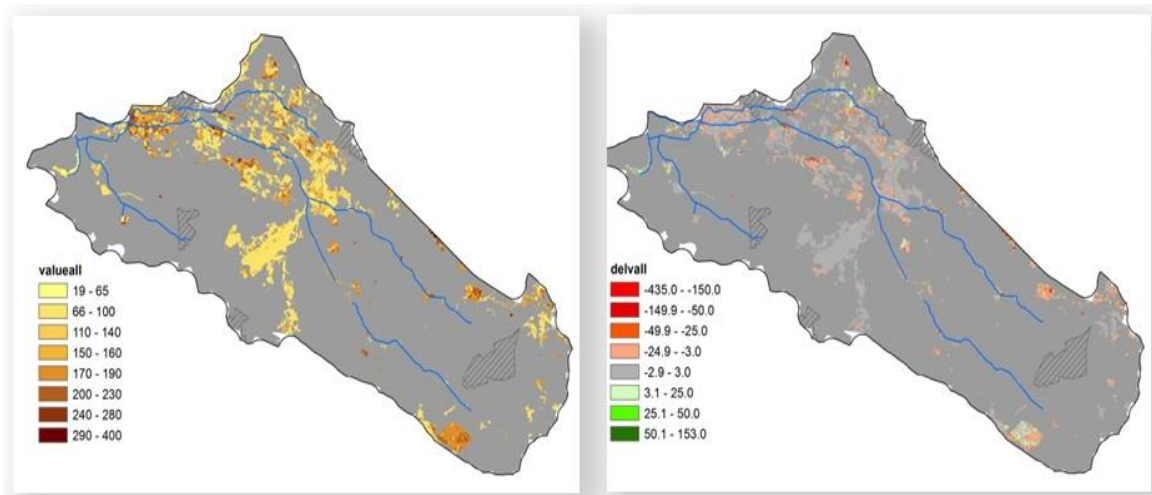 valueall
19 - 65
66 - 100
110 - 140
150 - 160
170 - 190
200 - 230
240 - 280
290 - 400
delvall
-435.0 - -150.0
-149.9 - -50.0
-49.9 - -25.0
-24.9 - -3.0
-2.9 - 3.0
3.1 - 25.0
25.1 - 50.0
50.1 - 153.0